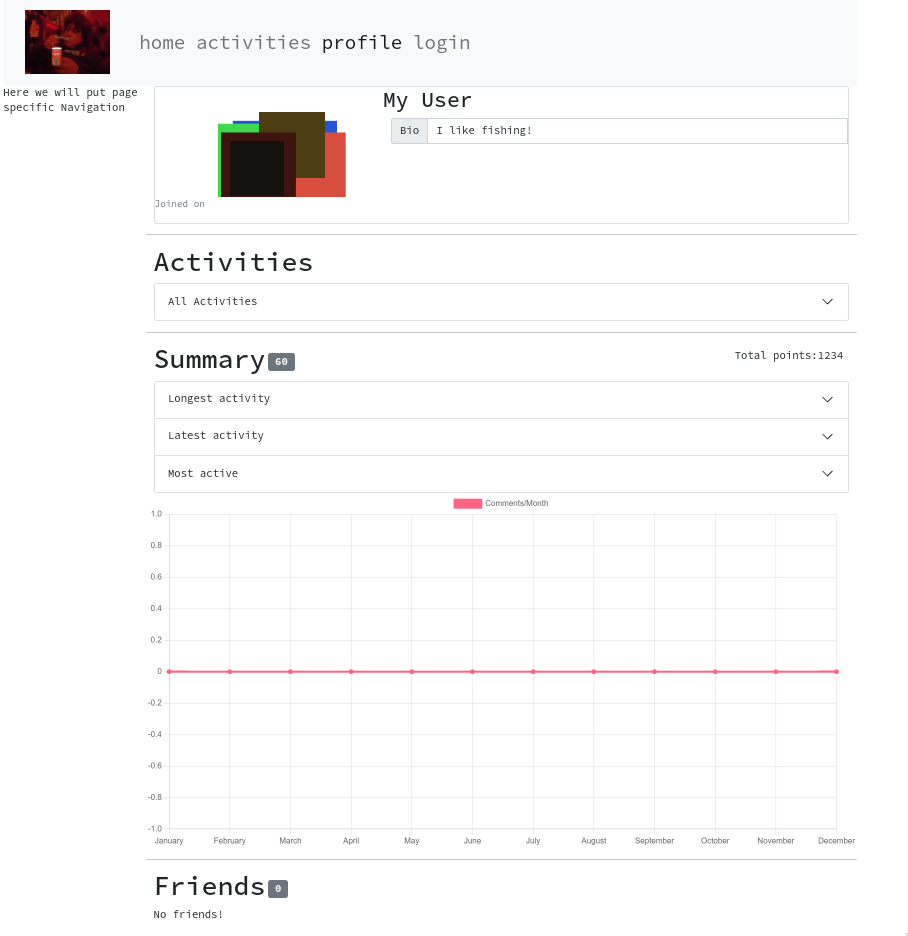 home activities profile login
Here we will put page
specific Navigation
My User
Bio I like fishing!
Joined on
Activities
All Activities
Summary 60
Total points:1234
Longest activity
Latest activity
Most active
Comments/Month
1.0
0.8
0.6
0.4
0.2
0
-0.2
-0.4
-0.6
-0.8
-1.0
January February March April May June July August September October November December
Friends 0
No friends!